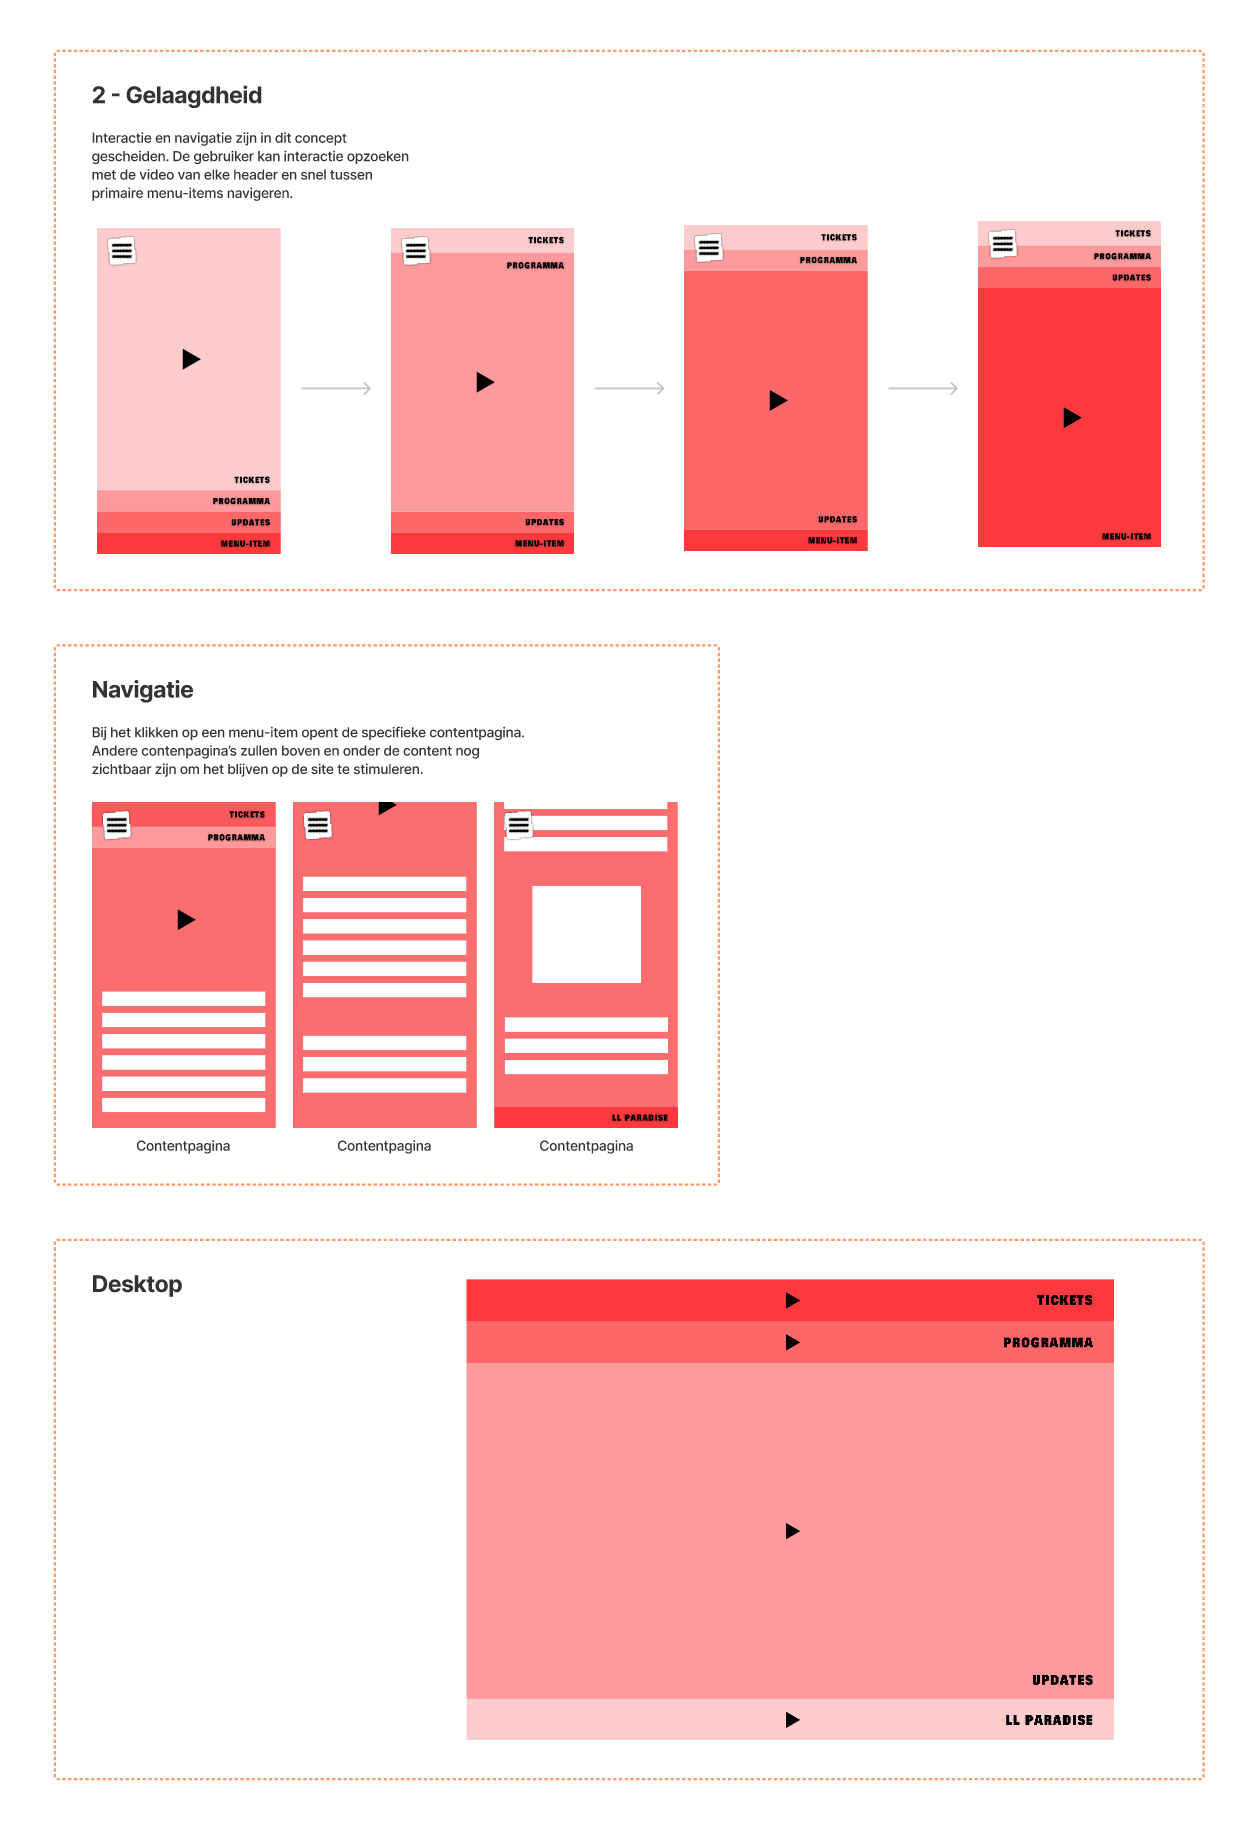 2 - Gelaagdheid
Interactie en navigatie zijn in dit concept
gescheiden. De gebruiker kan interactie opzoeken
met de video van elke header en snel tussen
primaire menu-items navigeren.
TICKETS
PROGRAMMA
UPDATES
MENU-ITEM
TICKETS
PROGRAMMA
UPDATES
MENU-ITEM
TICKETS
PROGRAMMA
UPDATES
MENU-ITEM
TICKETS
PROGRAMMA
UPDATES
MENU-ITEM
Navigatie
Bij het klikken op een menu-item opent de specifieke contentpagina.
Andere contenpagina's zullen boven en onder de content nog
zichtbaar zijn om het blijven op de site te stimuleren.
TICKETS
PROGRAMMA
LL PARADISE
Contentpagina
Contentpagina
Contentpagina
Desktop
TICKETS
PROGRAMMA
UPDATES
LL PARADISE